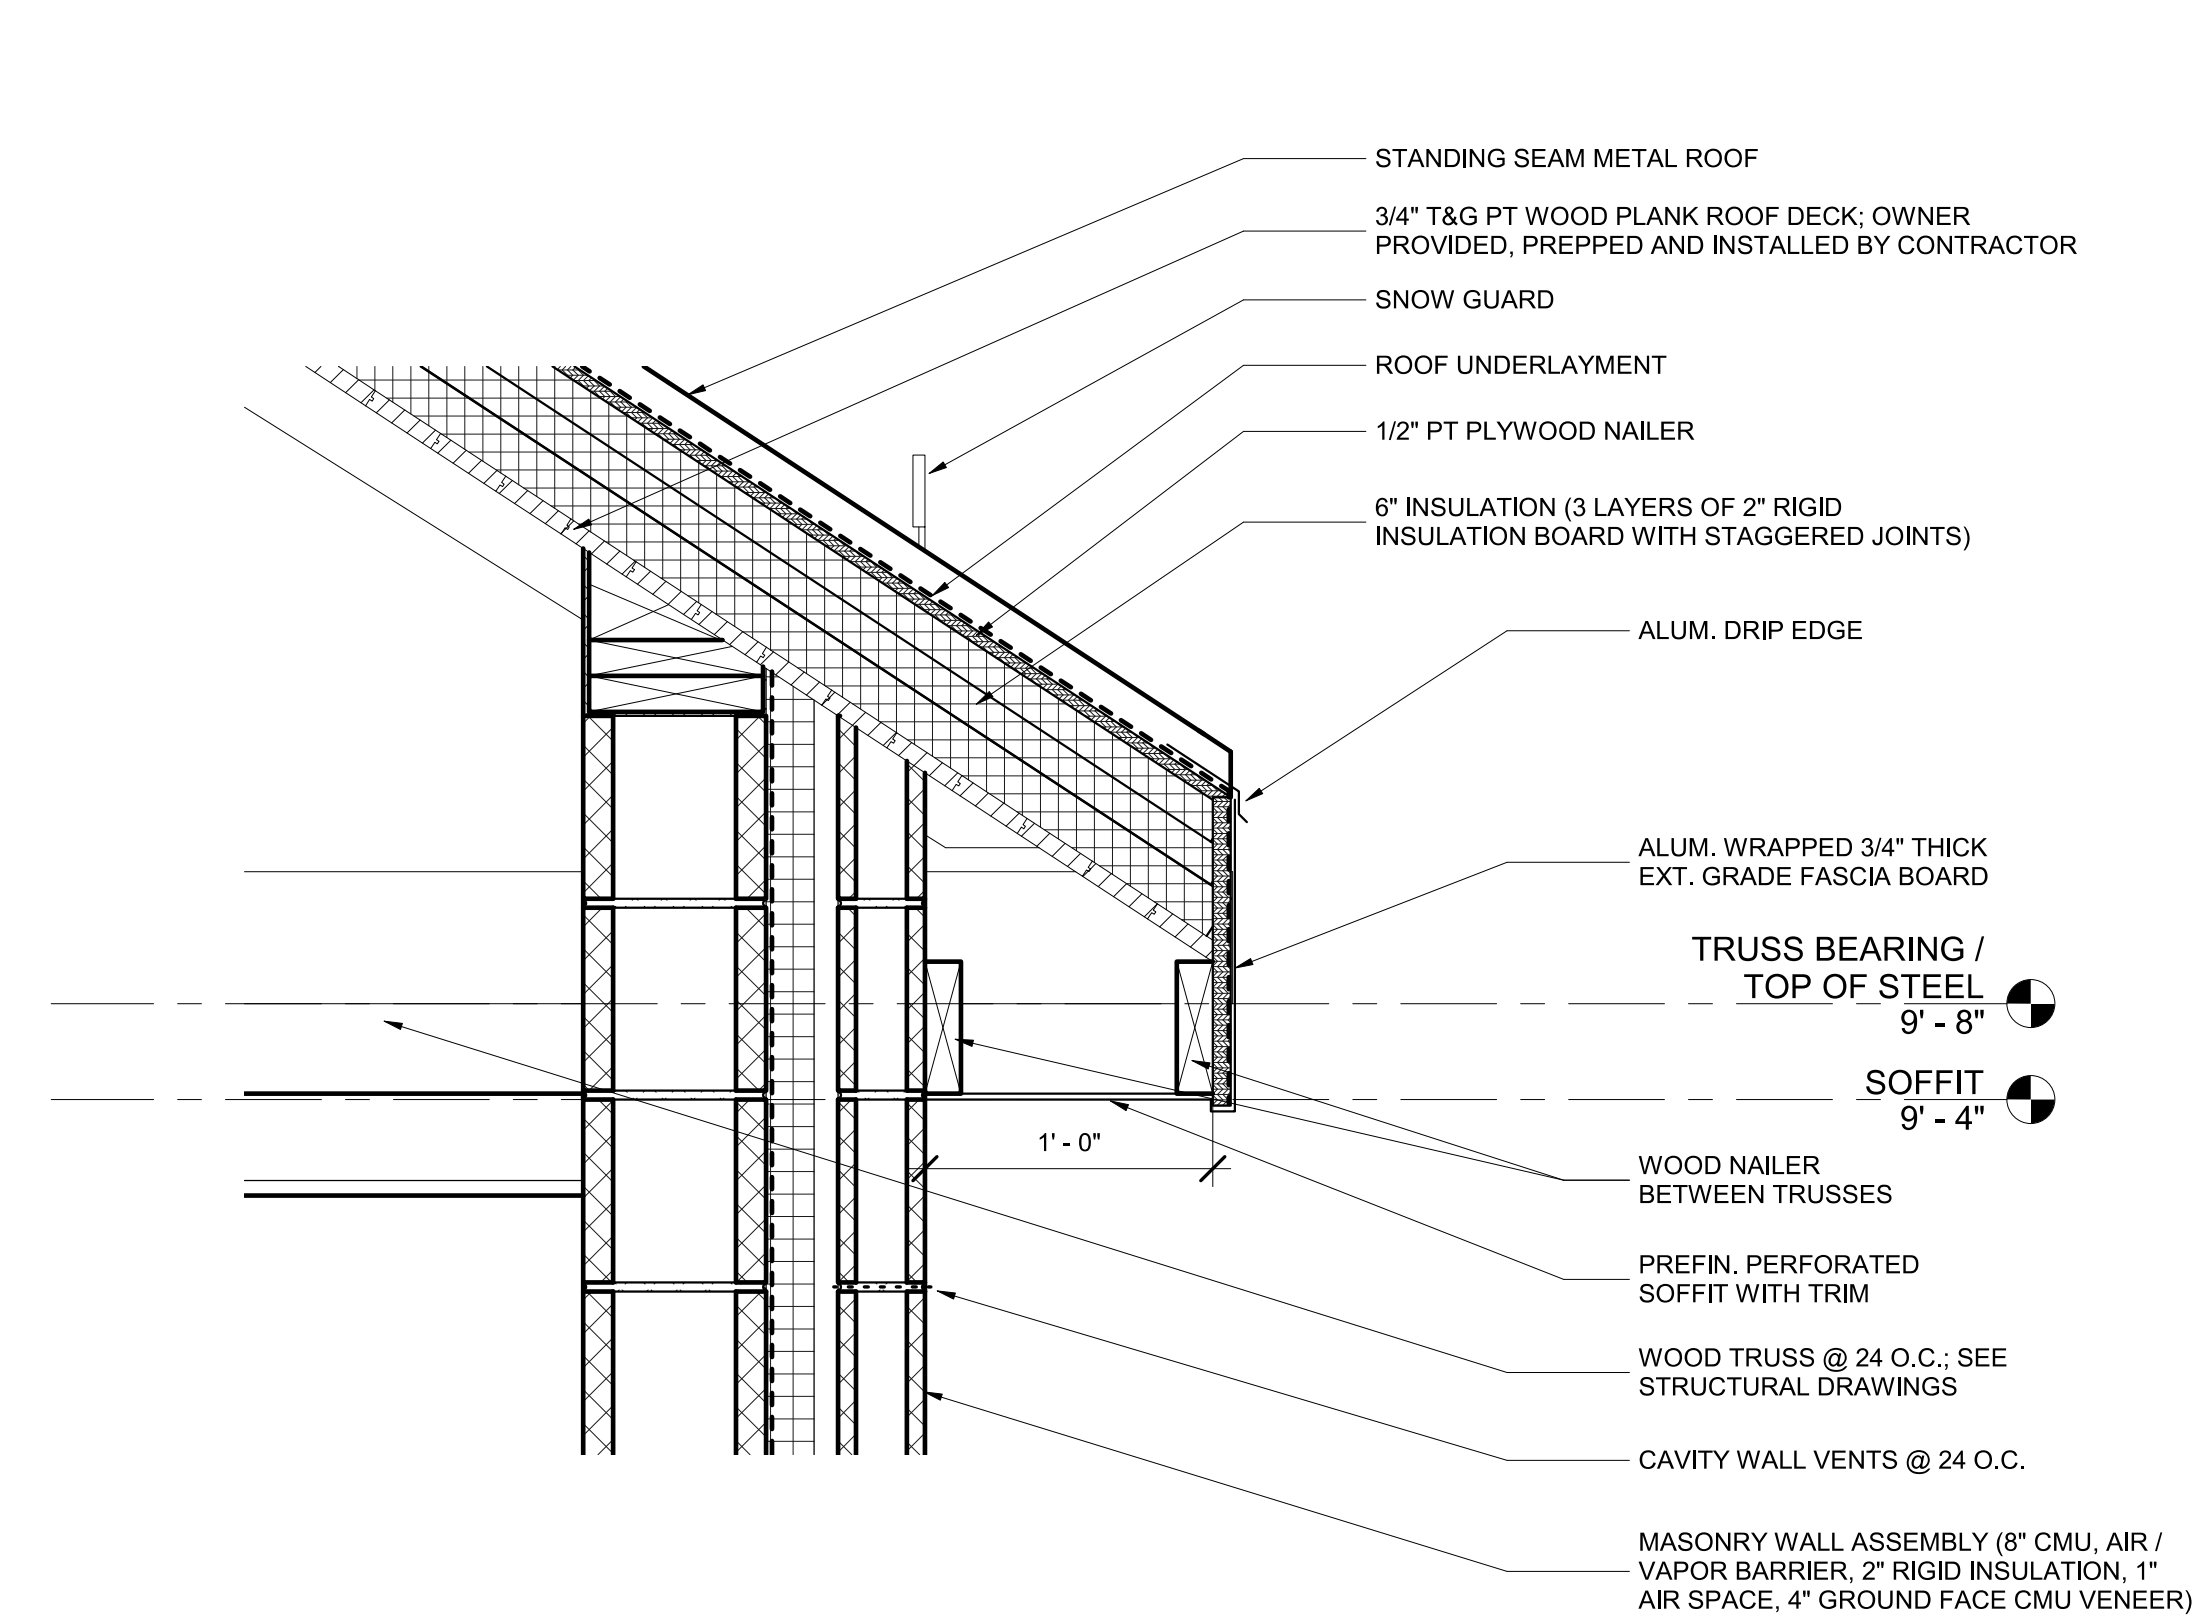 STANDING SEAM METAL ROOF
3/4" T&G PT WOOD PLANK ROOF DECK; OWNER
PROVIDED, PREPPED AND INSTALLED BY CONTRACTOR
SNOW GUARD
ROOF UNDERLAYMENT
1/2" PT PLYWOOD NAILER
6" INSULATION (3 LAYERS OF 2" RIGID
INSULATION BOARD WITH STAGGERED JOINTS)
ALUM. DRIP EDGE
ALUM. WRAPPED 3/4" THICK
EXT. GRADE FASCIA BOARD
TRUSS BEARING /
TOP OF STEEL
9' - 8"
SOFFIT
9' - 4"
1' - 0"
WOOD NAILER
BETWEEN TRUSSES
PREFIN. PERFORATED
SOFFIT WITH TRIM
WOOD TRUSS @ 24 O.C.; SEE
STRUCTURAL DRAWINGS
CAVITY WALL VENTS @ 24 O.C.
MASONRY WALL ASSEMBLY (8" CMU, AIR /
VAPOR BARRIER, 2" RIGID INSULATION, 1"
AIR SPACE, 4" GROUND FACE CMU VENEER)